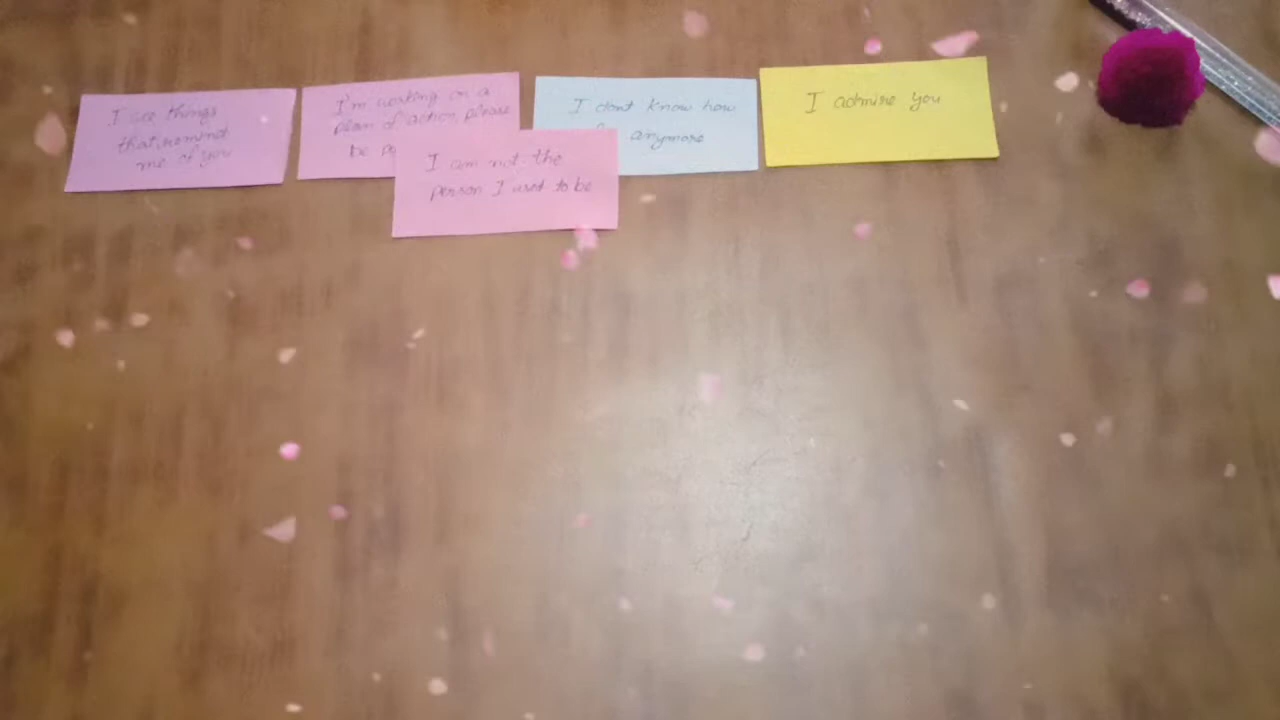 I see things
that remind
me of you
I'm working on a
plan of action, please
be
I am not the
person I used to be
I dont know how
anymore
I admire you